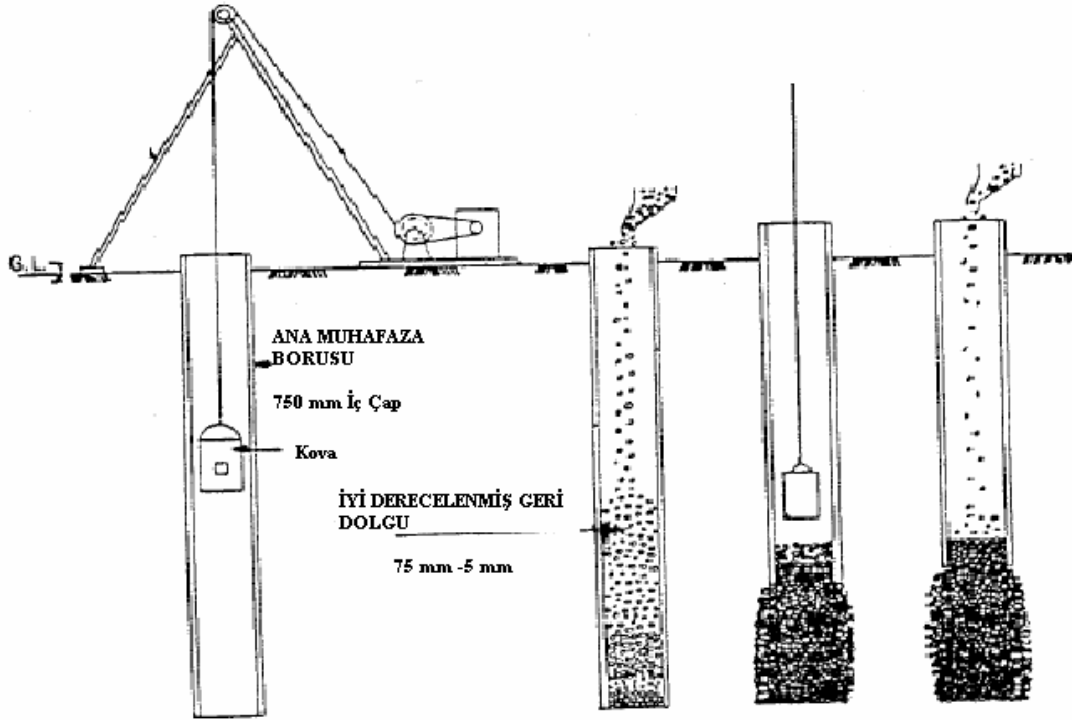 G.L.
ANA MUHAFAZA
BORUSU
750 mm İç Çap
Kova
İYİ DERECELENMİŞ GERİ
DOLGU
75 mm -5 mm